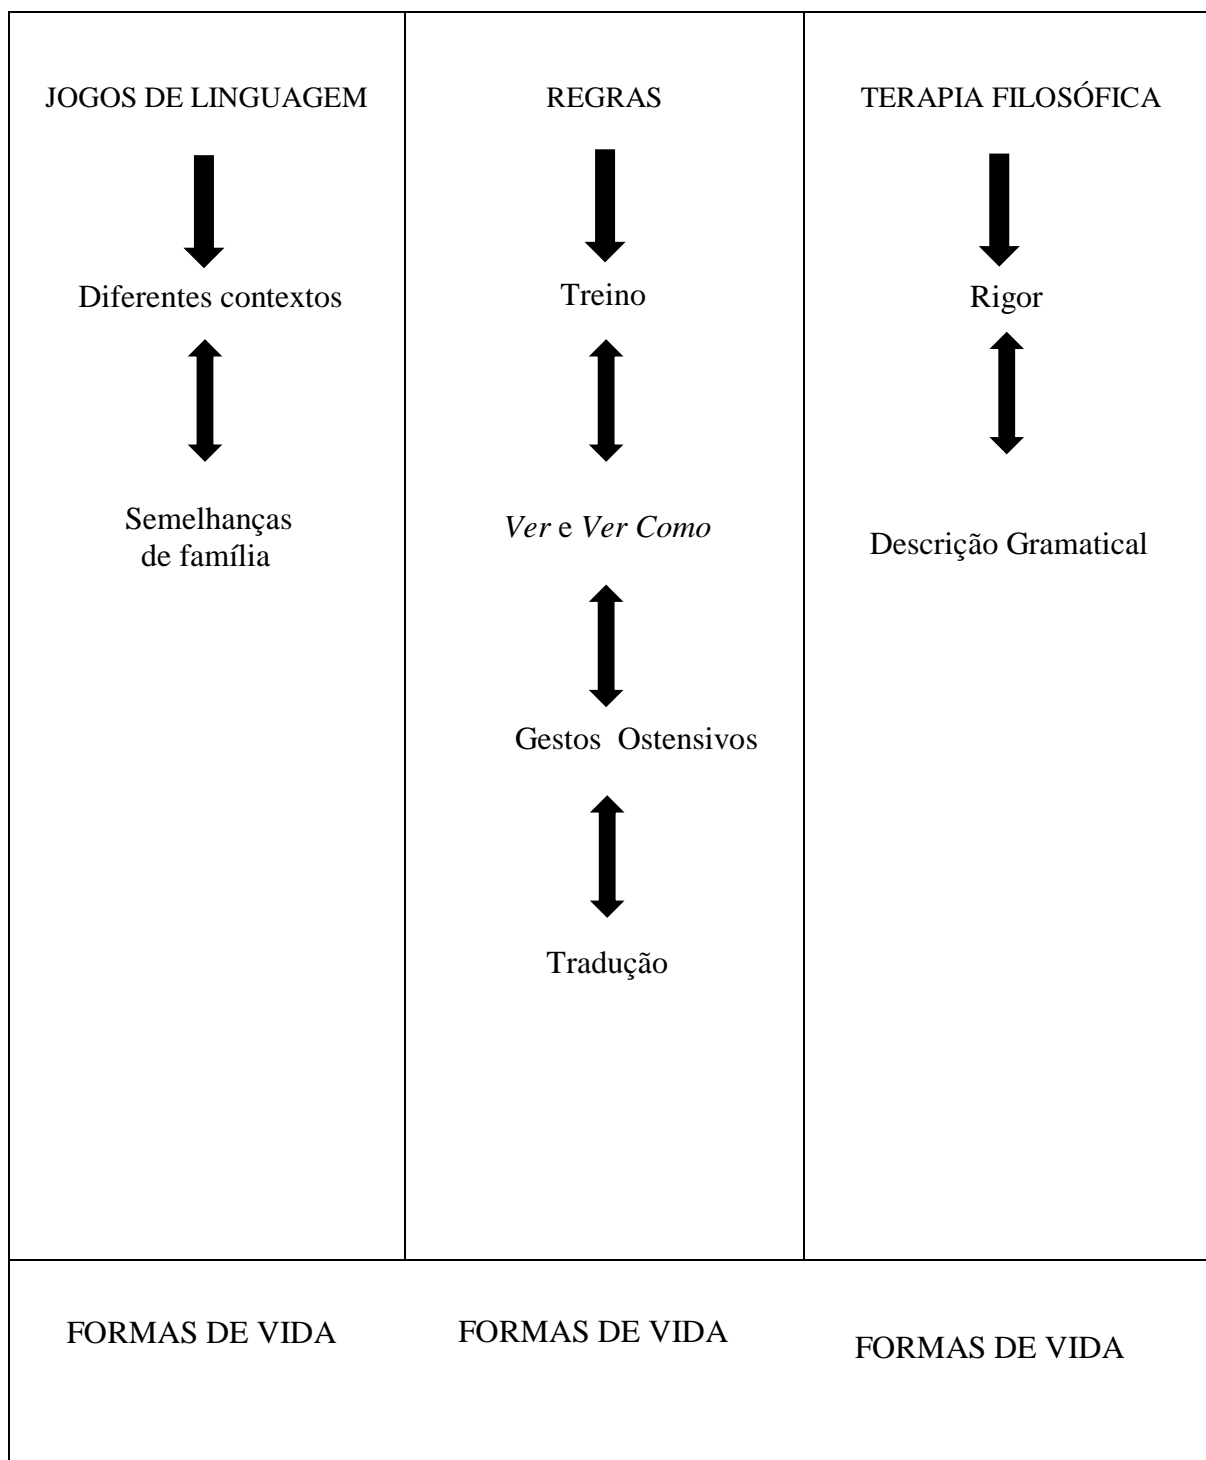 JOGOS DE LINGUAGEM
Diferentes contextos
Semelhanças
de família
REGRAS
Treino
Ver e Ver Como
Gestos Ostensivos
Tradução
TERAPIA FILOSÓFICA
Rigor
Descrição Gramatical
FORMAS DE VIDA
FORMAS DE VIDA
FORMAS DE VIDA